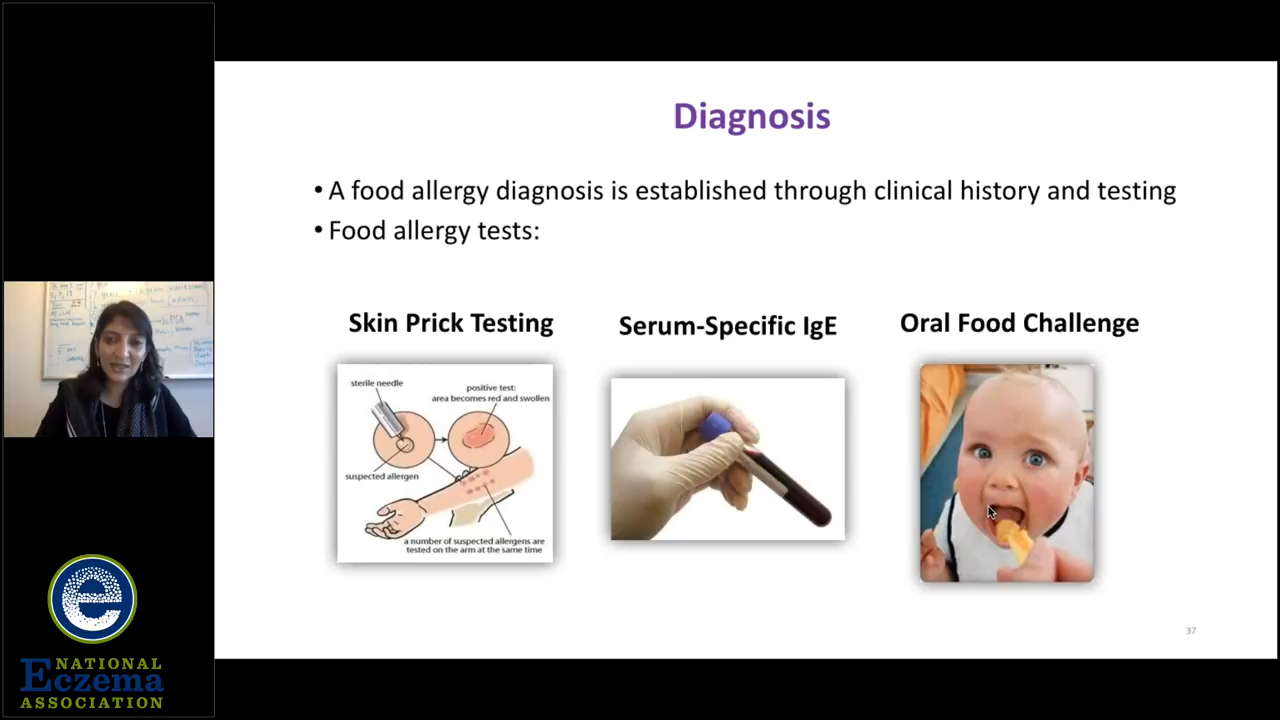 Diagnosis
• A food allergy diagnosis is established through clinical history and testing
• Food allergy tests:
Skin Prick Testing
Serum-Specific IgE
Oral Food Challenge
sterile needle
positive test:
area becomes red and swollen
suspected allergen
a number of suspected allergens are
tested on the arm at the same time
37
e
NATIONAL
Eczema
ASSOCIATION